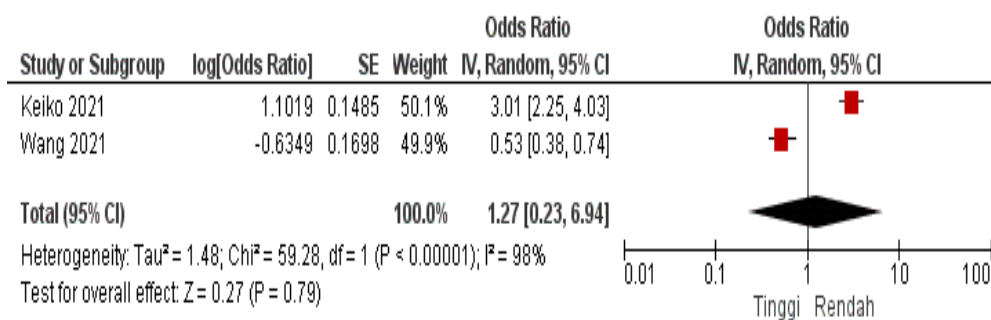 Odds Ratio Odds Ratio
Study or Subgroup log[Odds Ratio] SE Weight IV, Random, 95% CI IV, Random, 95% CI
Keiko 2021 1.1019 0.1485 50.1% 3.01 [2.25, 4.03]
Wang 2021 -0.6349 0.1698 49.9% 0.53 [0.38, 0.74]
Total (95% CI) 100.0% 1.27 [0.23, 6.94]
Heterogeneity: Tau² = 1.48; Chi² = 59.28, df = 1 (P < 0.00001); I² = 98%
Test for overall effect: Z = 0.27 (P = 0.79)
0.01 0.1 1 10 100
Tinggi Rendah